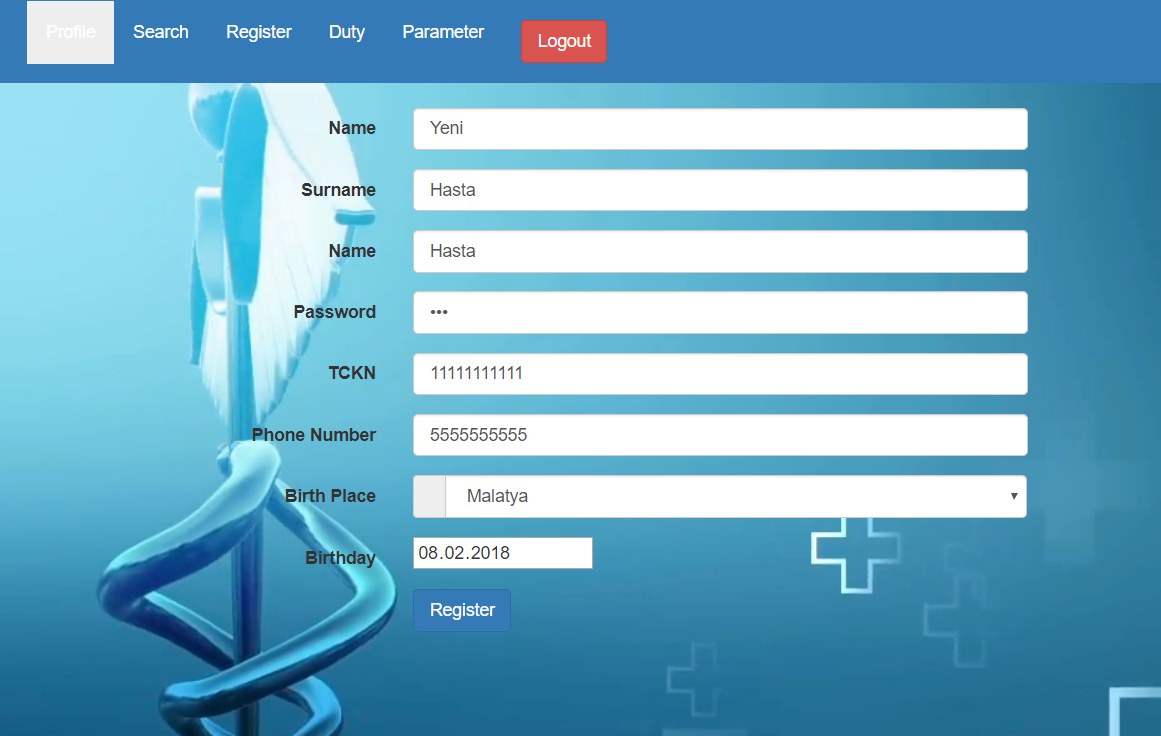 Profile Search Register Duty Parameter Logout
Name Yeni
Surname Hasta
Name Hasta
Password •••
TCKN 11111111111
Phone Number 5555555555
Birth Place Malatya
Birthday 08.02.2018
Register